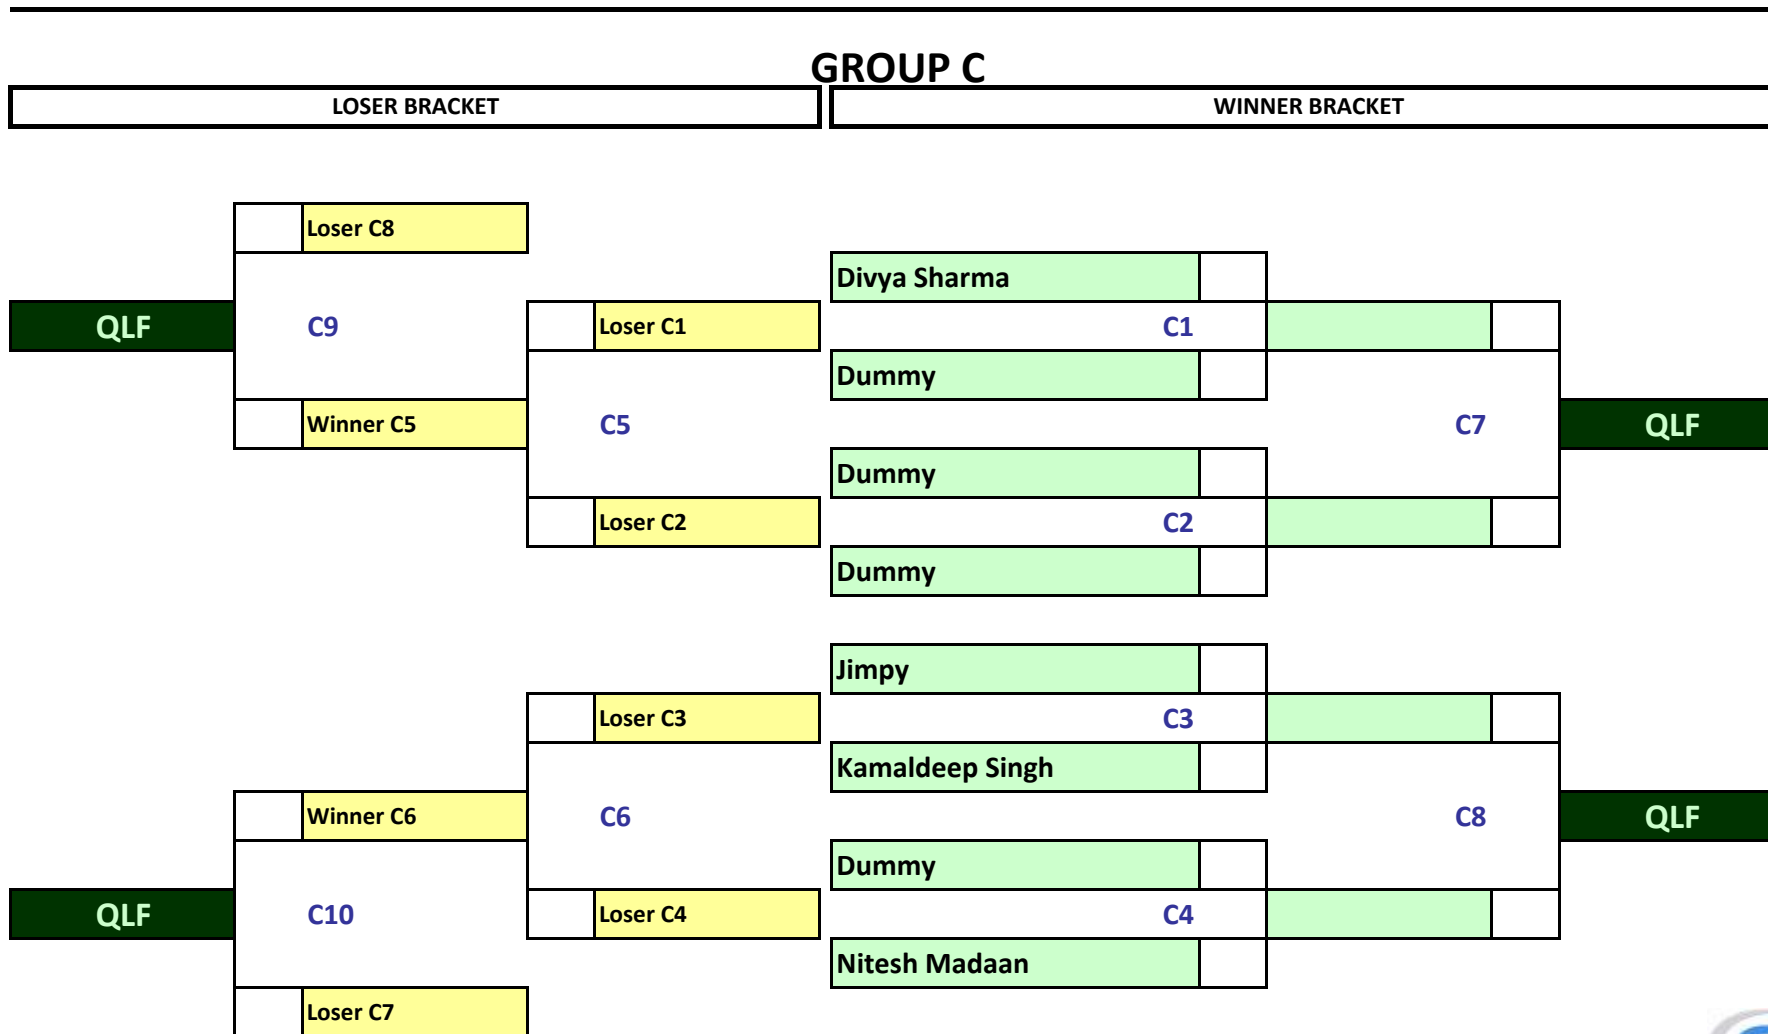 GROUP C
LOSER BRACKET WINNER BRACKET
Loser C8
Divya Sharma
QLF C9 Loser C1 C1
Dummy
Winner C5 C5 C7 QLF
Dummy
Loser C2 C2
Dummy
Jimpy
Loser C3 C3
Kamaldeep Singh
Winner C6 C6 C8 QLF
Dummy
QLF C10 Loser C4 C4
Nitesh Madaan
Loser C7